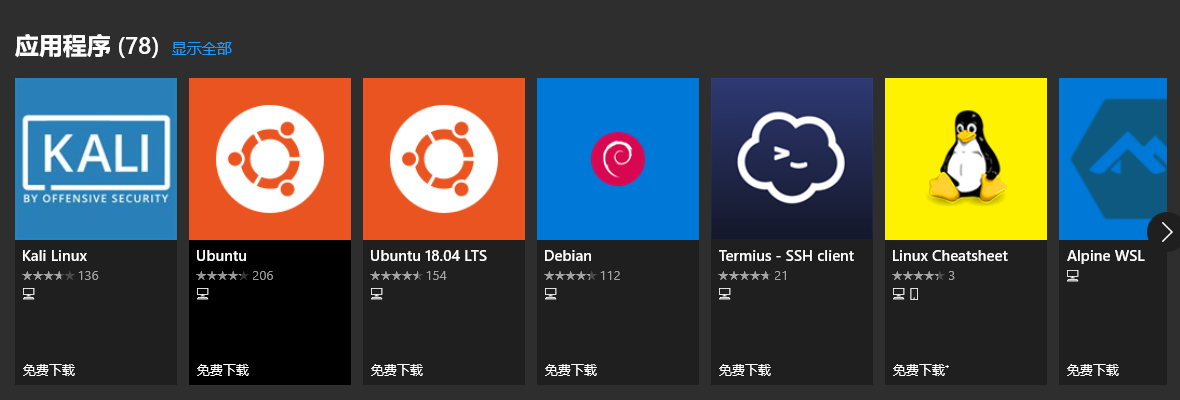 应用程序 (78) 显示全部
KALI
BY OFFENSIVE SECURITY
>_
Kali Linux
136
免费下载
Ubuntu
206
免费下载
Ubuntu 18.04 LTS
154
免费下载
Debian
112
免费下载
Termius - SSH client
21
免费下载
Linux Cheatsheet
3
免费下载*
Alpine WSL
免费下载